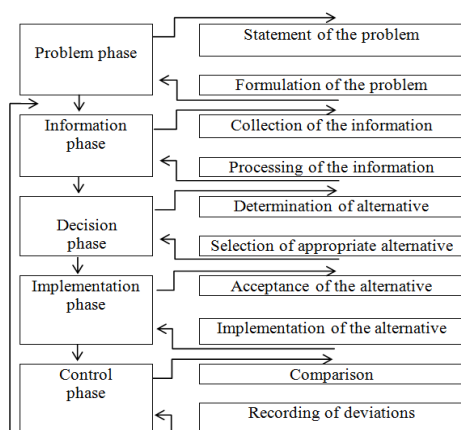 Problem phase
Statement of the problem
Formulation of the problem
Information
phase
Collection of the information
Processing of the information
Decision
phase
Determination of alternative
Selection of appropriate alternative
Implementation
phase
Acceptance of the alternative
Implementation of the alternative
Control
phase
Comparison
Recording of deviations